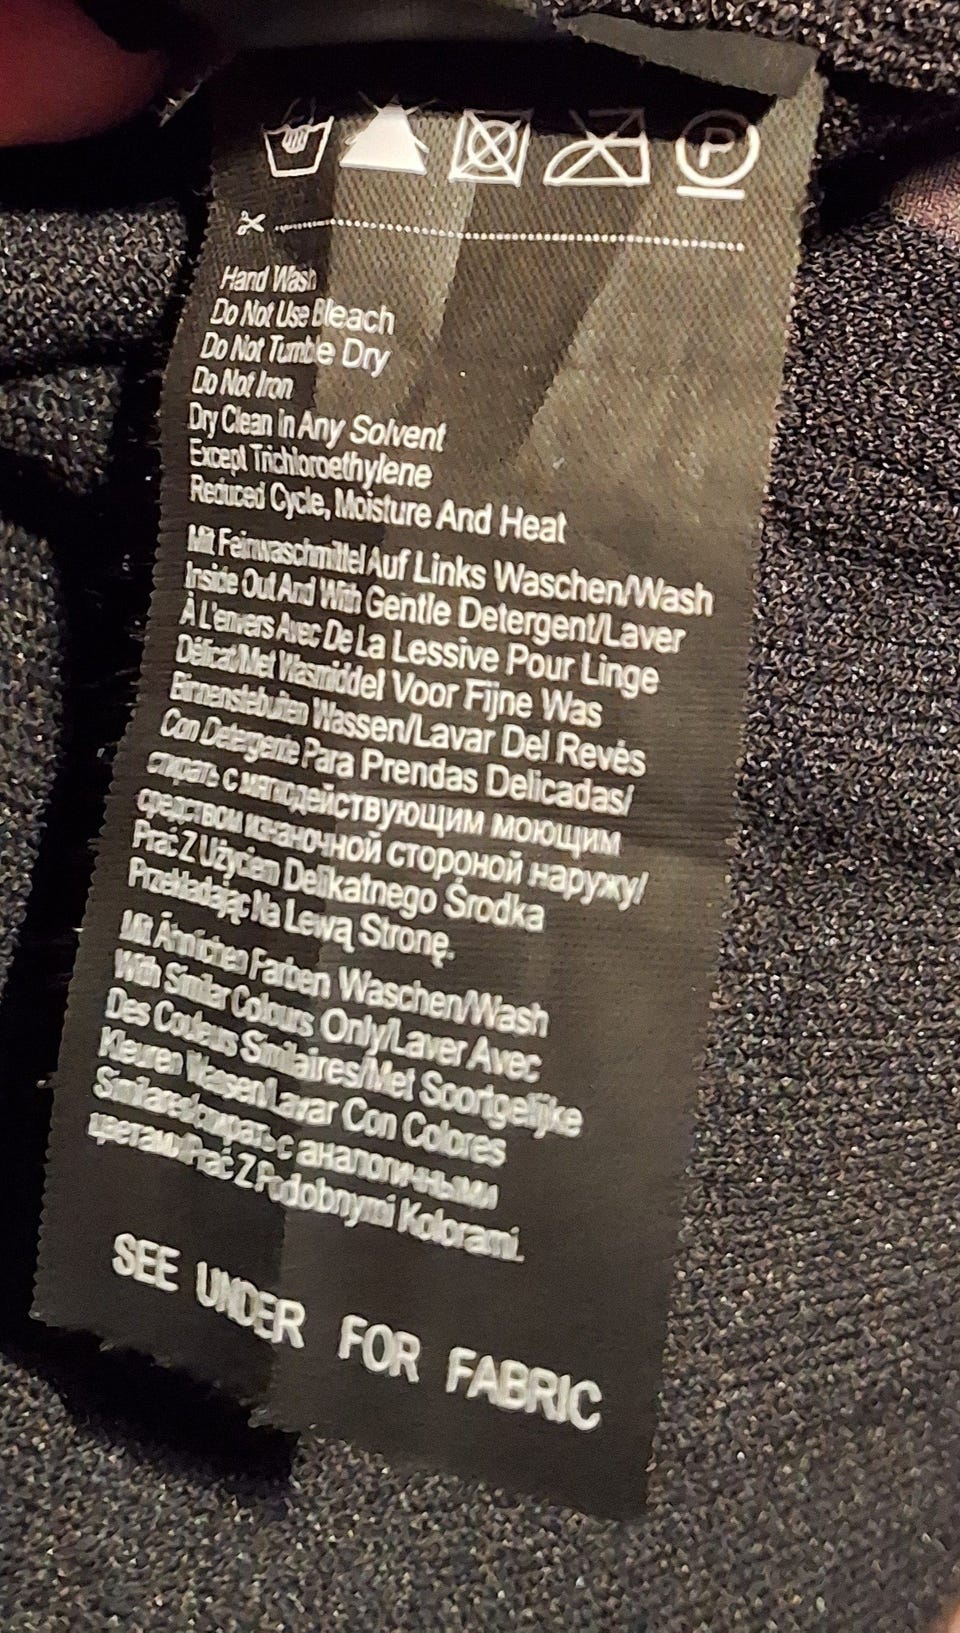 P
Hand Wash
Do Not Use Bleach
Do Not Tumble Dry
Do Not Iron
Dry Clean In Any Solvent
Except Trichloroethylene
Reduced Cycle, Moisture And Heat
Mit Feinwaschmittel Auf Links Waschen/Wash
Inside Out And With Gentle Detergent/Laver
À L'envers Avec De La Lessive Pour Linge
Délicat/Met Wasmiddel Voor Fijne Was
Binnenstebuiten Wassen/Lavar Del Revés
Con Detergente Para Prendas Delicadas/
стирать с мягкодействующим моющим
средством изнаночной стороной наружу/
Prać Z Użyciem Delikatnego Środka
Przekładając Na Lewą Stronę.
Mit Ähnlichen Farben Waschen/Wash
With Similar Colours Only/Laver Avec
Des Couleurs Similaires/Met Soortgelijke
Kleuren Wassen/Lavar Con Colores
Similares/стирать с аналогичными
цветами/Prać Z Podobnymi Kolorami.
SEE UNDER FOR FABRIC